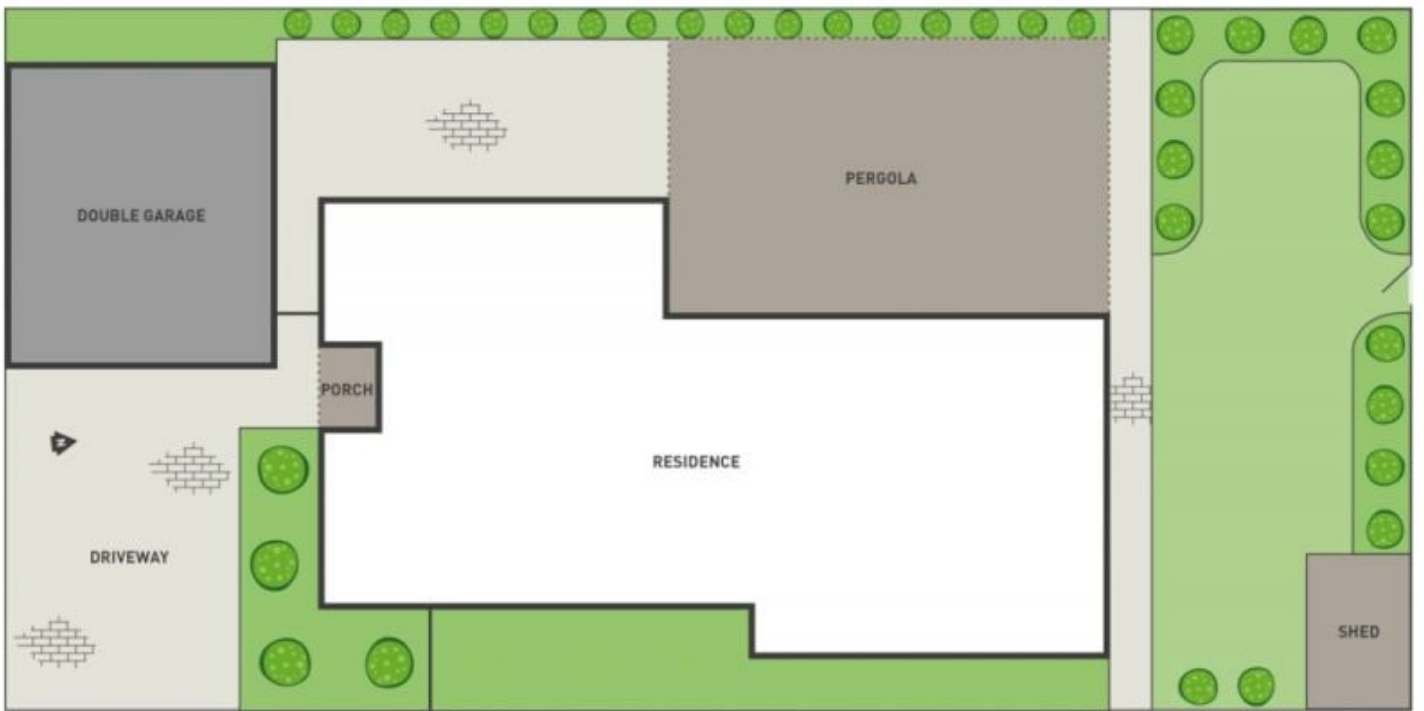 PERGOLA
DOUBLE GARAGE
PORCH
N
RESIDENCE
DRIVEWAY
SHED